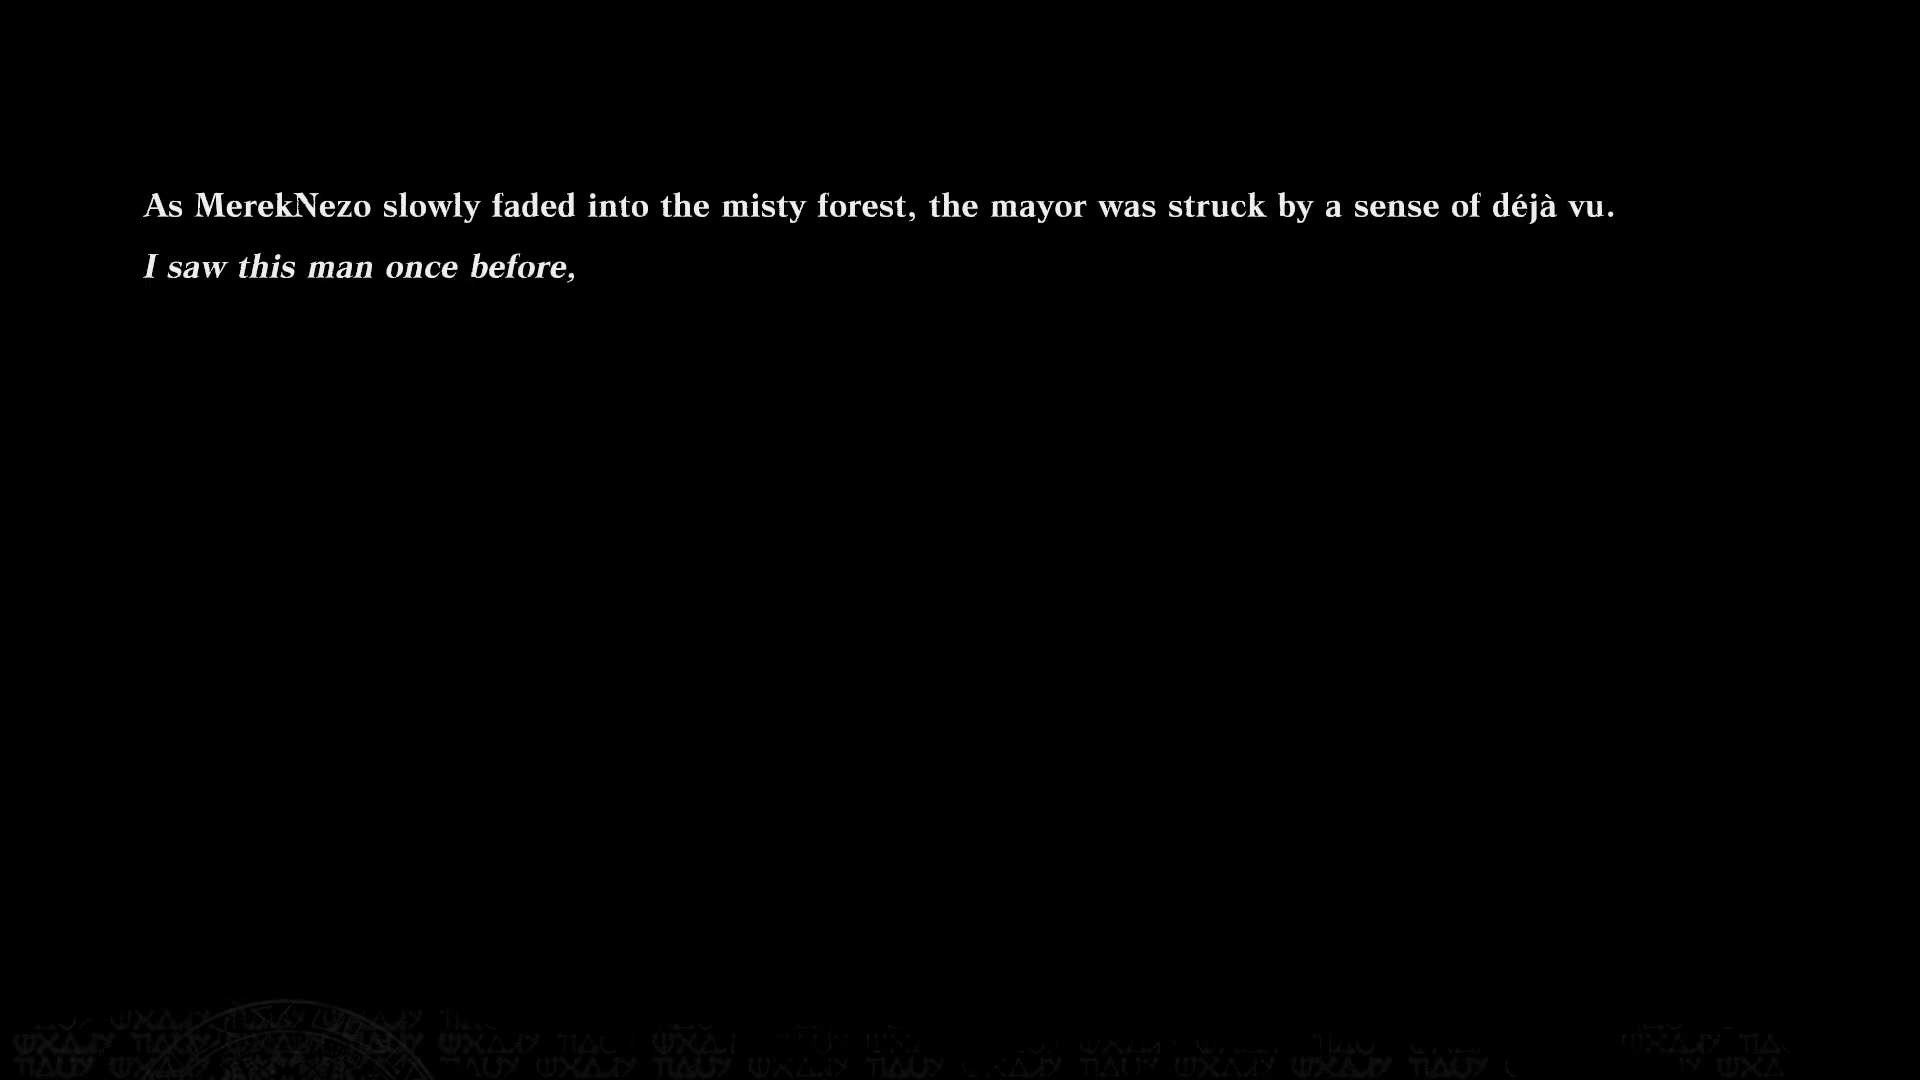 As MerekNezo slowly faded into the misty forest, the mayor was struck by a sense of déjà vu.
I saw this man once before,